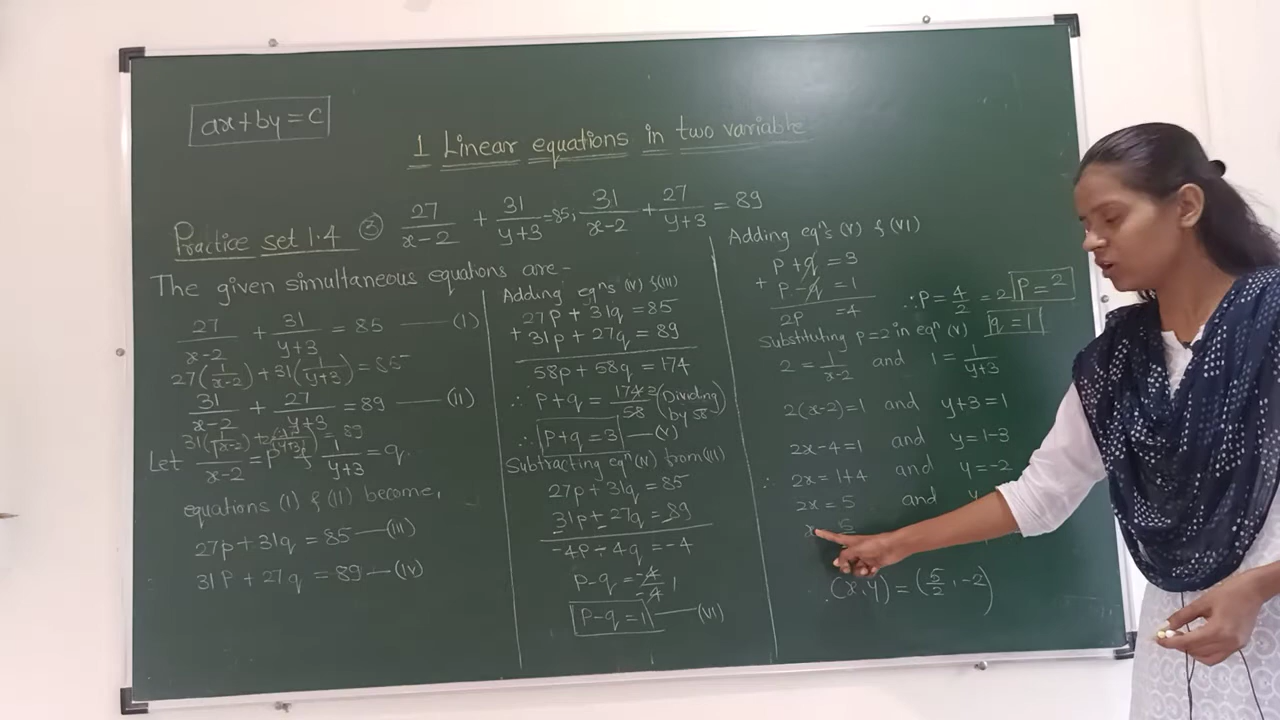 ax+by=c
1 Linear equations in two variable
Practice set 1.4 ③ 27/(x-2) + 31/(y+3) =85, 31/(x-2) + 27/(y+3) = 89
The given simultaneous equations are-
27/(x-2) + 31/(y+3) = 85 —— (I)
27(1/(x-2)) + 31(1/(y+3)) = 85
31/(x-2) + 27/(y+3) = 89 —— (II)
31(1/(x-2)) + 27(1/(y+3)) = 89
Let 1/(x-2) = P & 1/(y+3) = q
equations (I) & (II) become,
27p+31q = 85 — (III)
31P+27q = 89 — (IV)
Adding eqⁿs (IV) & (III)
27P+31q = 85
+ 31p+27q = 89
58p+58q = 174
∴ P+q = 174/58 3 (Dividing by 58)
∴ P+q = 3 — (V)
Subtracting eqⁿ (IV) from (III)
27p+31q = 85
31p+27q = 89
-4P+4q = -4
P-q = -4/-4 1
P-q = 1 —— (VI)
Adding eqⁿs (V) & (VI)
P+q = 3
+ P-q = 1
2P = 4
∴ P = 4/2 = 2 P = 2
Substituting P=2 in eqⁿ (V) q = 1
2 = 1/(x-2) and 1 = 1/(y+3)
2(x-2)=1 and y+3 = 1
2x-4=1 and y=1-3
∴ 2x=1+4 and y=-2
2x = 5 and
x 5
∴ (x,y) = (5/2, -2)